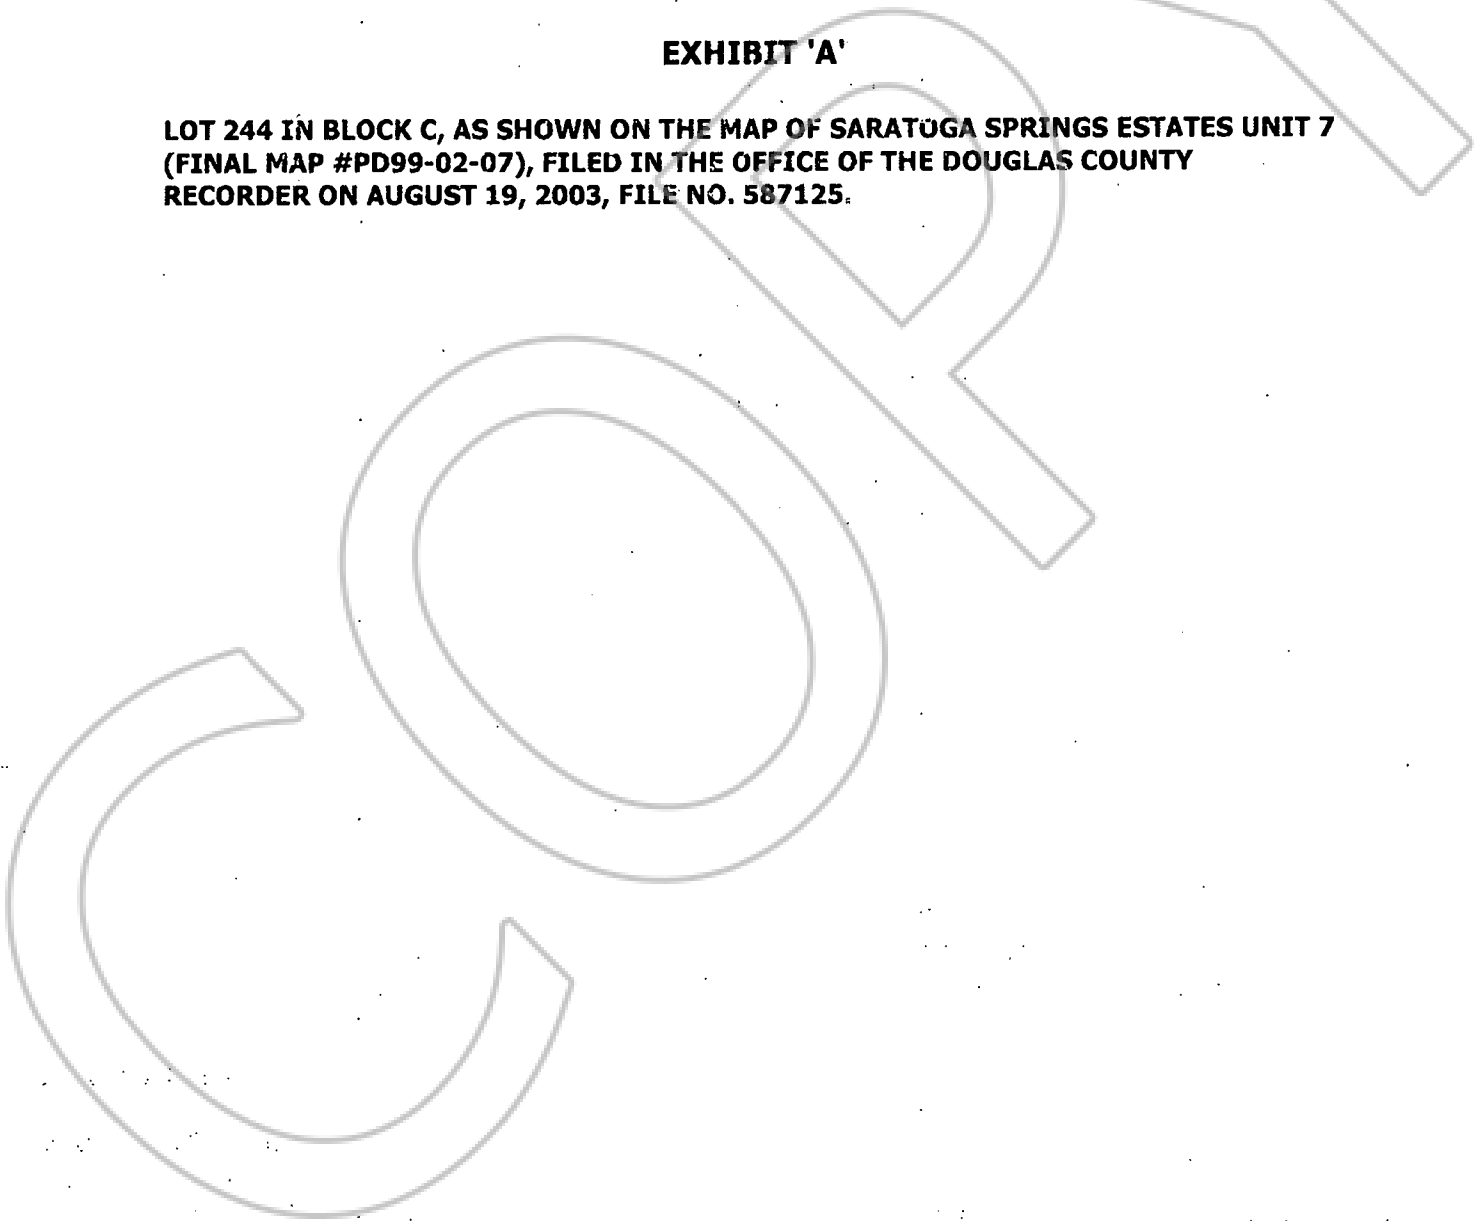 EXHIBIT 'A'
LOT 244 IN BLOCK C, AS SHOWN ON THE MAP OF SARATOGA SPRINGS ESTATES UNIT 7
(FINAL MAP #PD99-02-07), FILED IN THE OFFICE OF THE DOUGLAS COUNTY
RECORDER ON AUGUST 19, 2003, FILE NO. 587125.
COPY